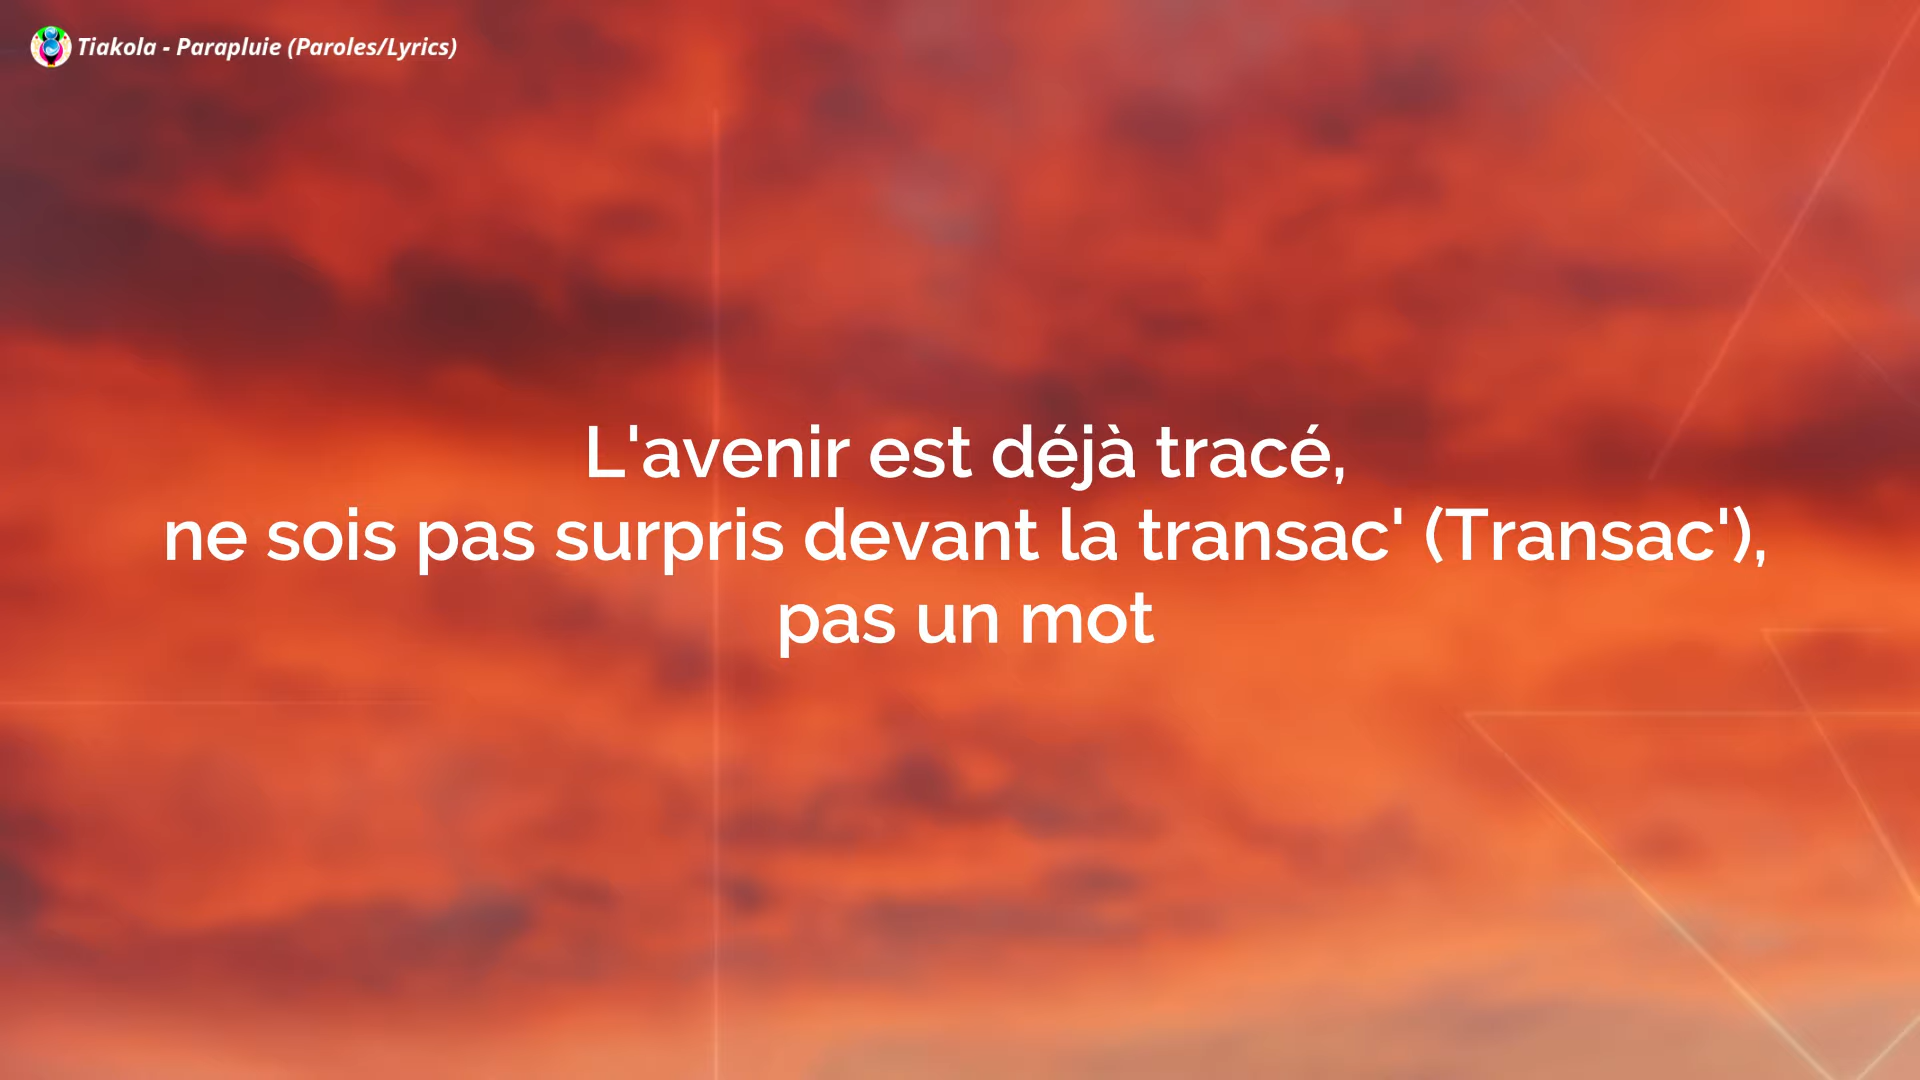 Tiakola - Parapluie (Paroles/Lyrics)
L'avenir est déjà tracé,
ne sois pas surpris devant la transac' (Transac'),
pas un mot